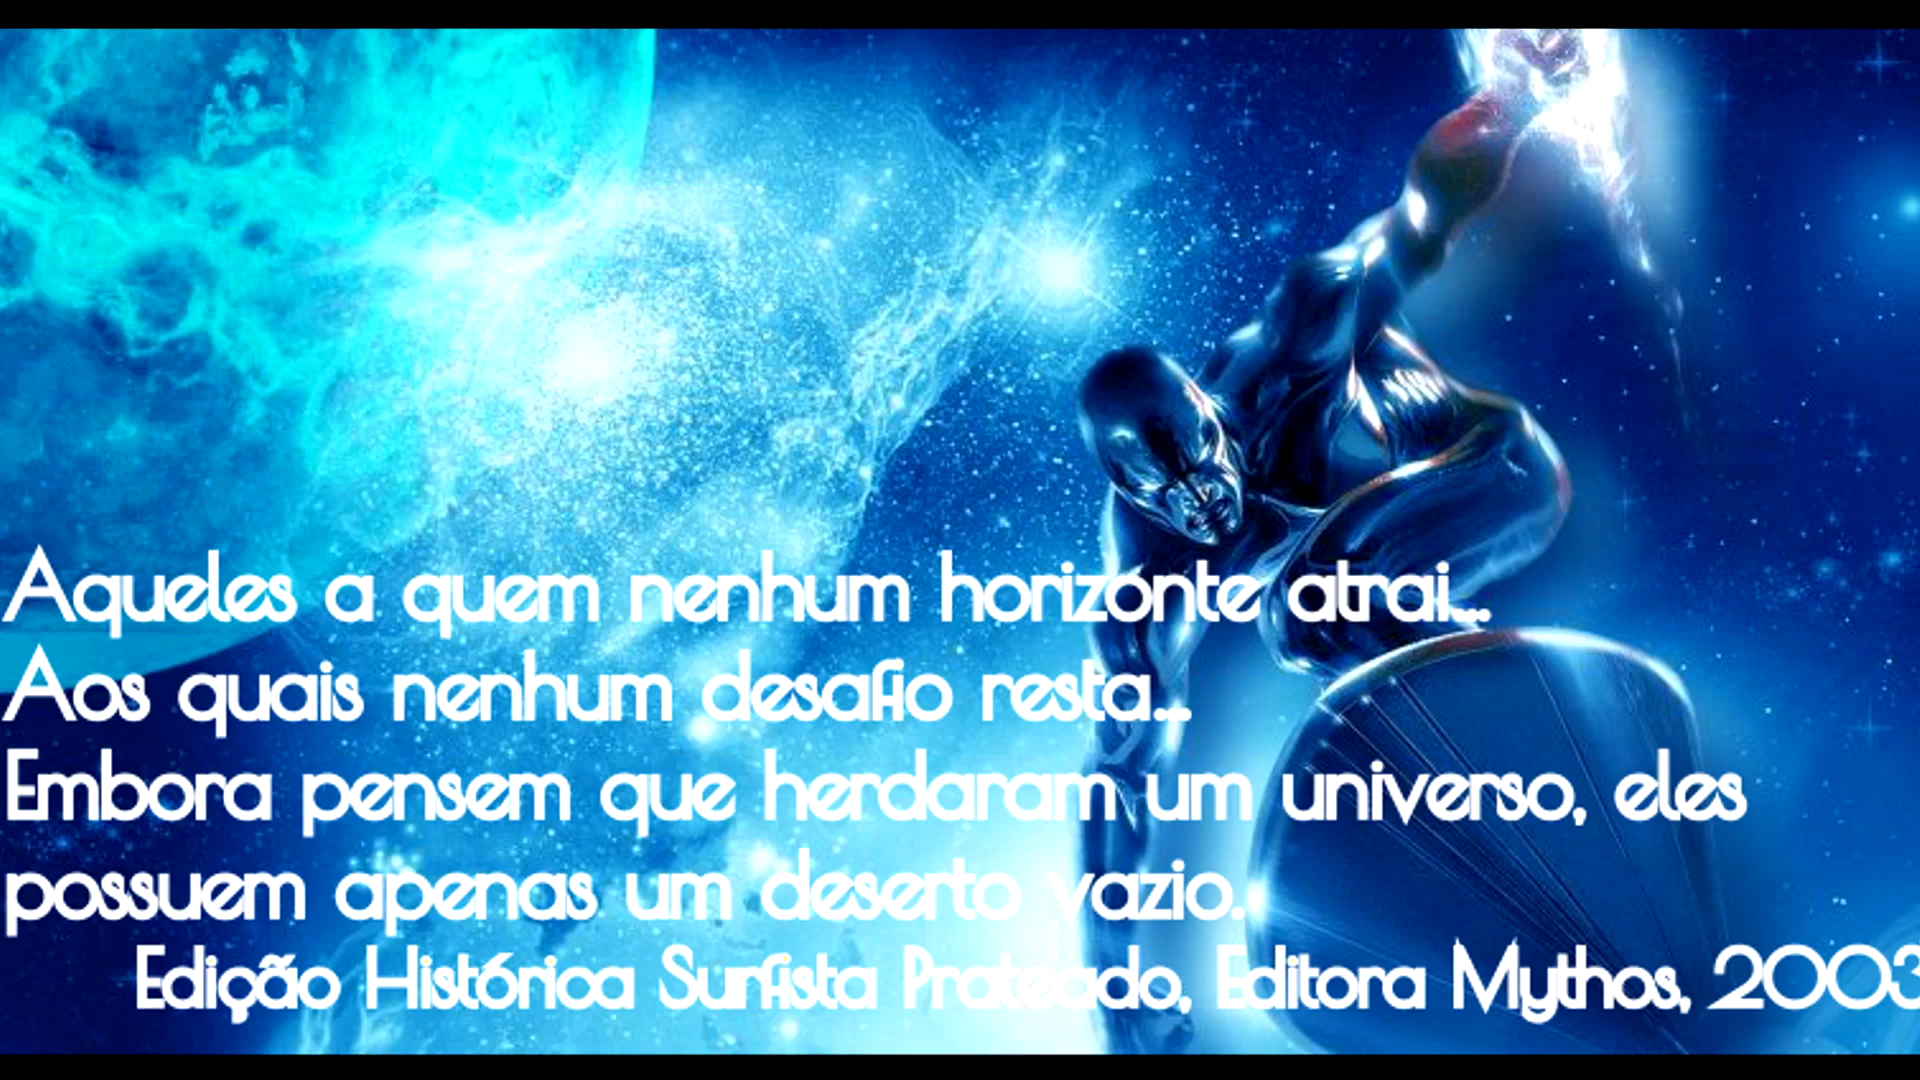 Aqueles a quem nenhum horizonte atrai...
Aos quais nenhum desafio resta...
Embora pensem que herdaram um universo, eles
possuem apenas um deserto vazio.
Edição Histórica Surfista Prateado, Editora Mythos, 2003